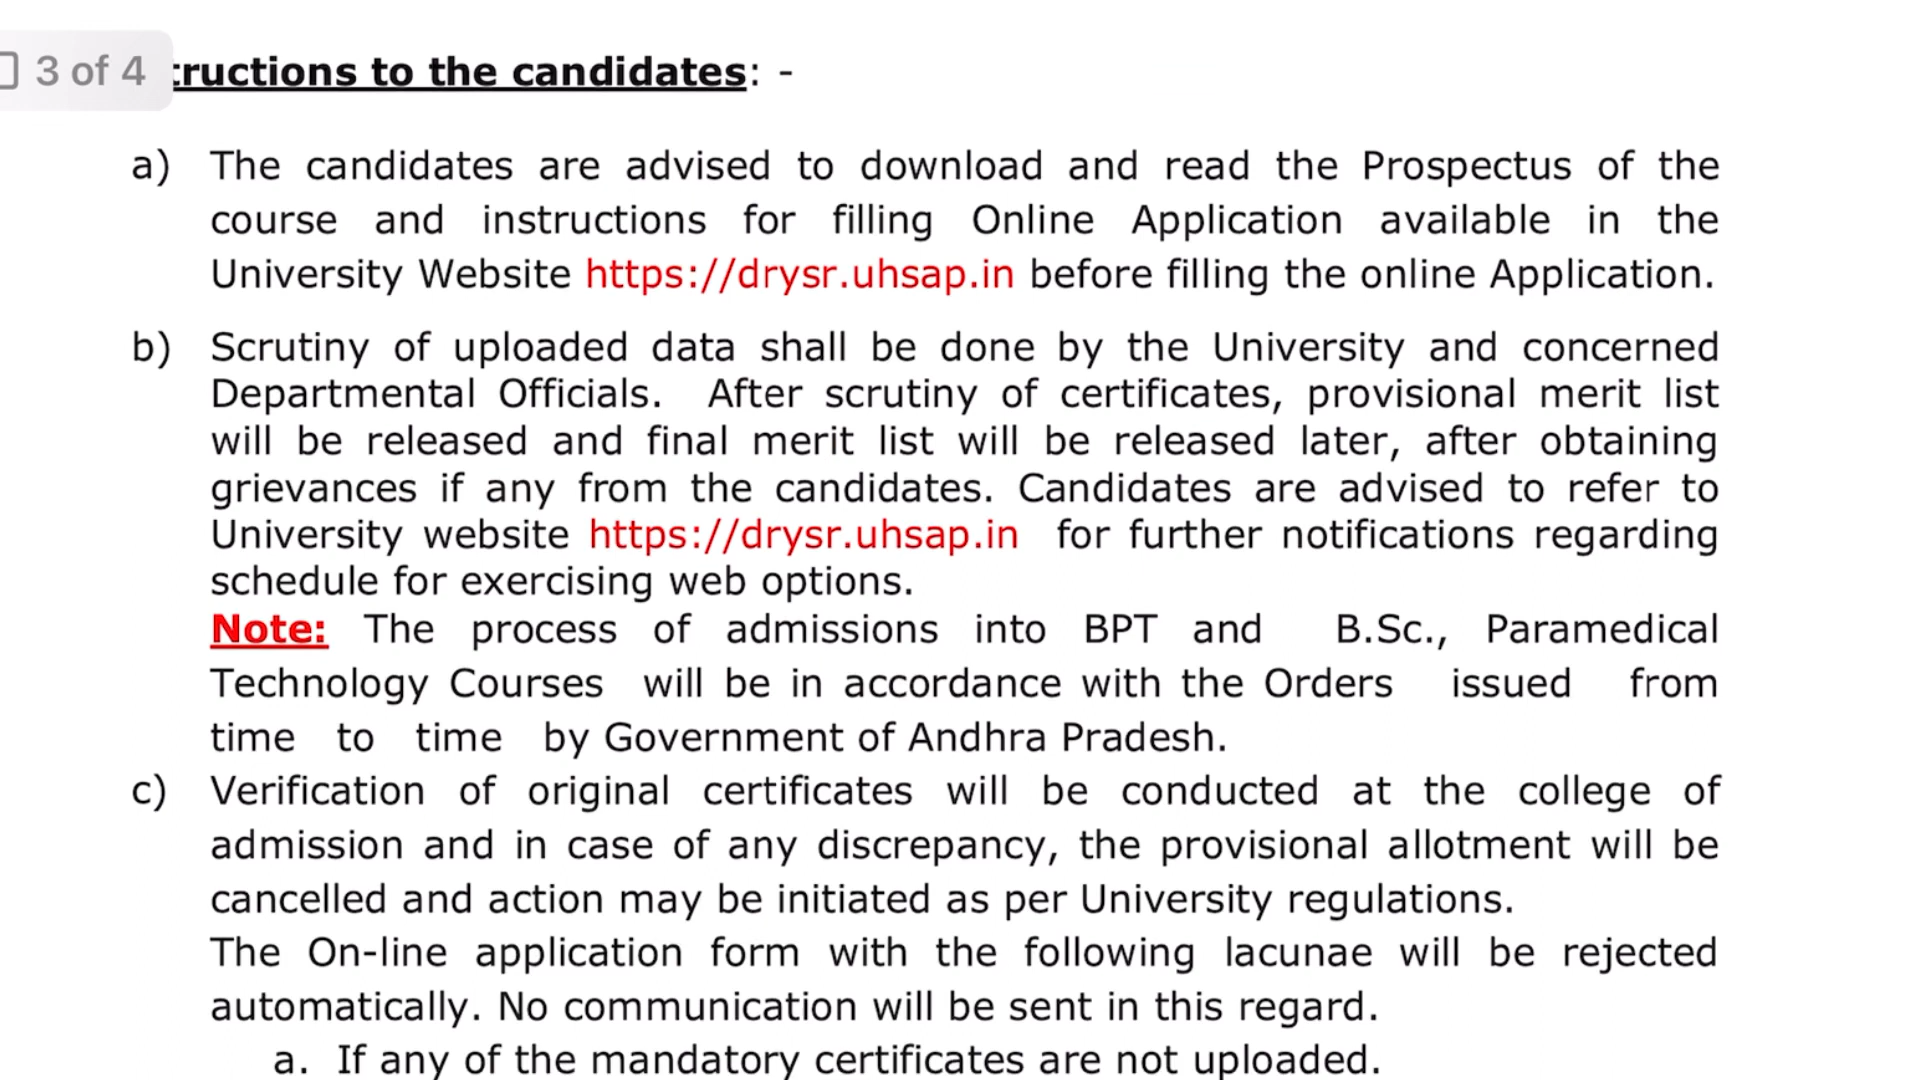 3 of 4
tructions to the candidates: -
a) The candidates are advised to download and read the Prospectus of the
course and instructions for filling Online Application available in the
University Website https://drysr.uhsap.in before filling the online Application.
b) Scrutiny of uploaded data shall be done by the University and concerned
Departmental Officials. After scrutiny of certificates, provisional merit list
will be released and final merit list will be released later, after obtaining
grievances if any from the candidates. Candidates are advised to refer to
University website https://drysr.uhsap.in for further notifications regarding
schedule for exercising web options.
Note: The process of admissions into BPT and B.Sc., Paramedical
Technology Courses will be in accordance with the Orders issued from
time to time by Government of Andhra Pradesh.
c) Verification of original certificates will be conducted at the college of
admission and in case of any discrepancy, the provisional allotment will be
cancelled and action may be initiated as per University regulations.
The On-line application form with the following lacunae will be rejected
automatically. No communication will be sent in this regard.
a. If any of the mandatory certificates are not uploaded.